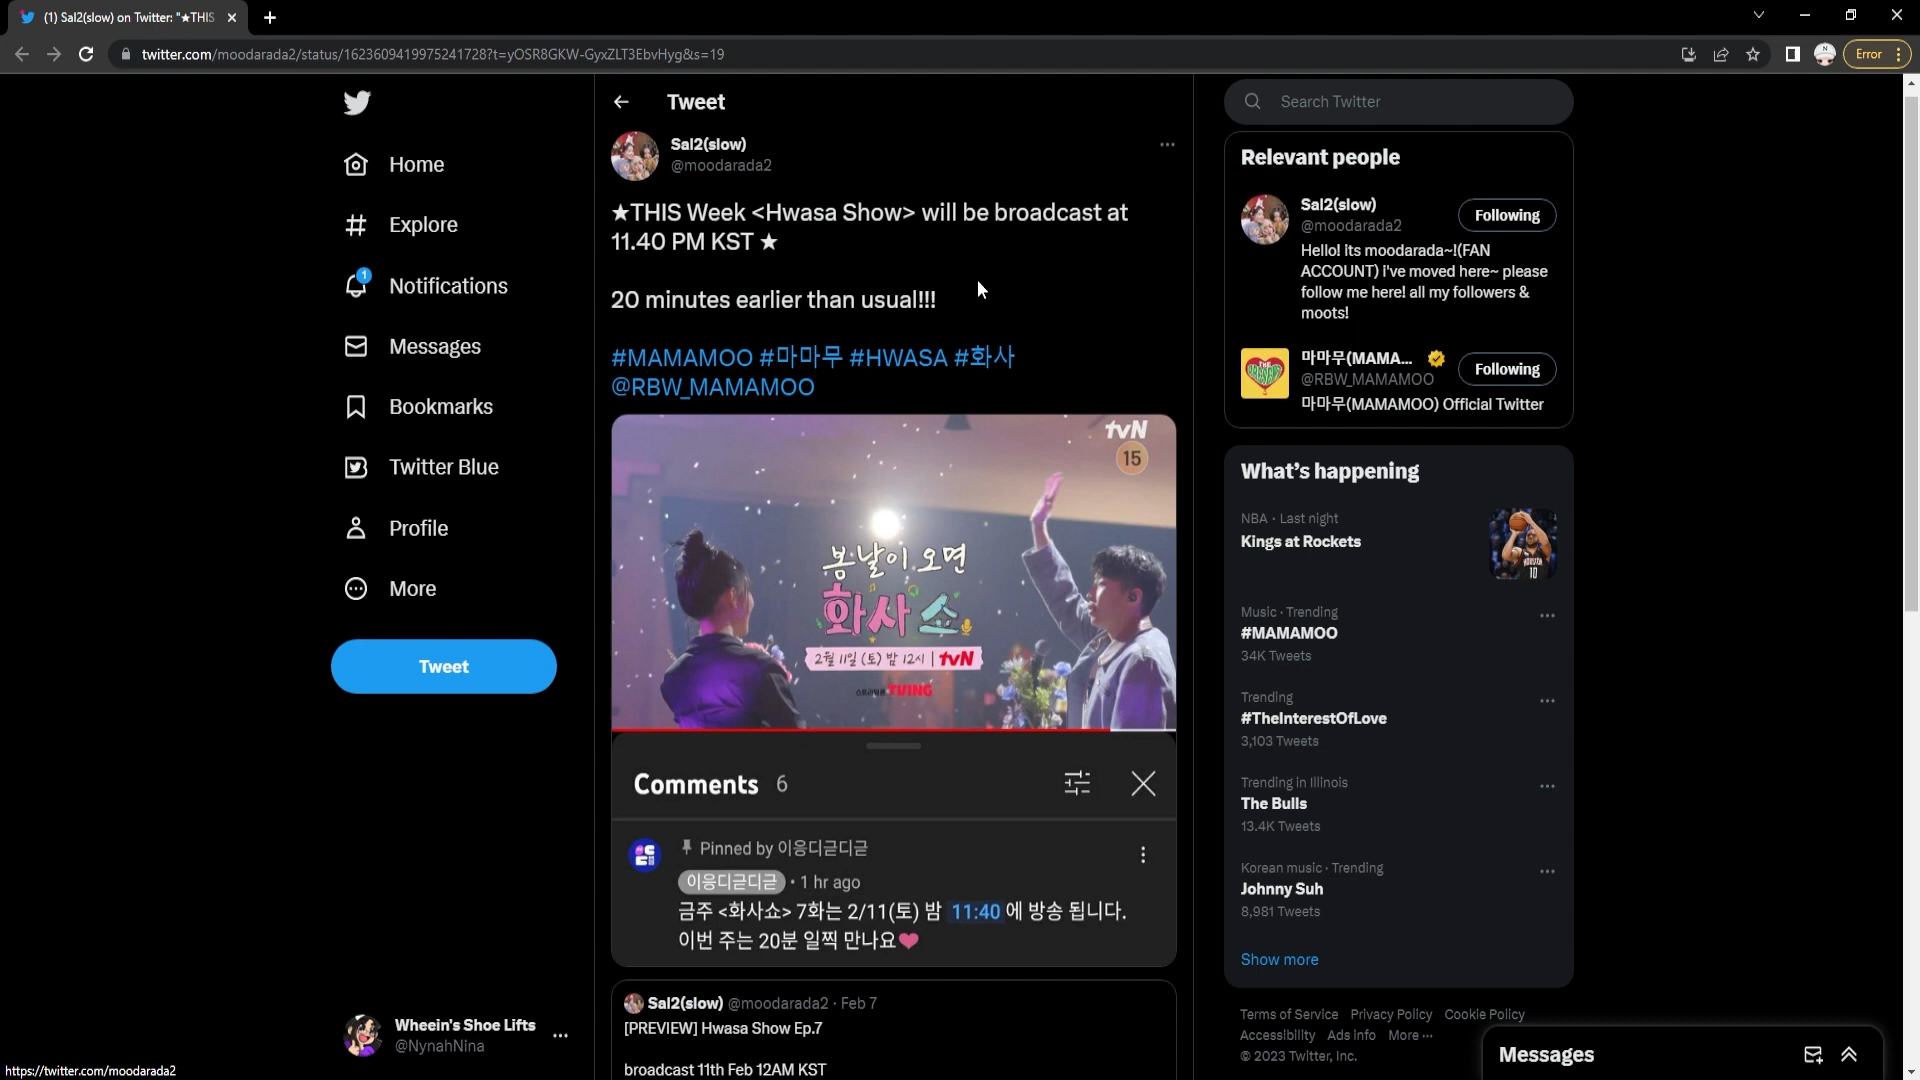 (1) Sal2(slow) on Twitter: "★THIS
twitter.com/moodarada2/status/1623609419975241728?t=yOSR8GKW-GyxZLT3EbvHyg&s=19
Error
Home
Explore
1
Notifications
Messages
Bookmarks
Twitter Blue
Profile
More
Tweet
Wheein's Shoe Lifts
@NynahNina
https://twitter.com/moodarada2
Tweet
Sal2(slow)
@moodarada2
★THIS Week <Hwasa Show> will be broadcast at
11.40 PM KST ★
20 minutes earlier than usual!!!
#MAMAMOO #마마무 #HWASA #화사
@RBW_MAMAMOO
tvN
15
봄날이 오면
화사 쇼
2월 11일 (토) 밤 12시 | tvN
스트리밍은 TVING
Comments 6
Pinned by 이응디귿디귿
이응디귿디귿 • 1 hr ago
금주 <화사쇼> 7화는 2/11(토) 밤 11:40 에 방송 됩니다.
이번 주는 20분 일찍 만나요❤
Sal2(slow) @moodarada2 · Feb 7
[PREVIEW] Hwasa Show Ep.7
broadcast 11th Feb 12AM KST
Search Twitter
Relevant people
Sal2(slow)
@moodarada2
Following
Hello! its moodarada~!(FAN
ACCOUNT) i've moved here~ please
follow me here! all my followers &
moots!
마마무(MAMA...
@RBW_MAMAMOO
Following
마마무(MAMAMOO) Official Twitter
What's happening
NBA · Last night
Kings at Rockets
Music · Trending
#MAMAMOO
34K Tweets
Trending
#TheInterestOfLove
3,103 Tweets
Trending in Illinois
The Bulls
13.4K Tweets
Korean music · Trending
Johnny Suh
8,981 Tweets
Show more
Terms of Service Privacy Policy Cookie Policy
Accessibility Ads info More ···
© 2023 Twitter, Inc.
Messages